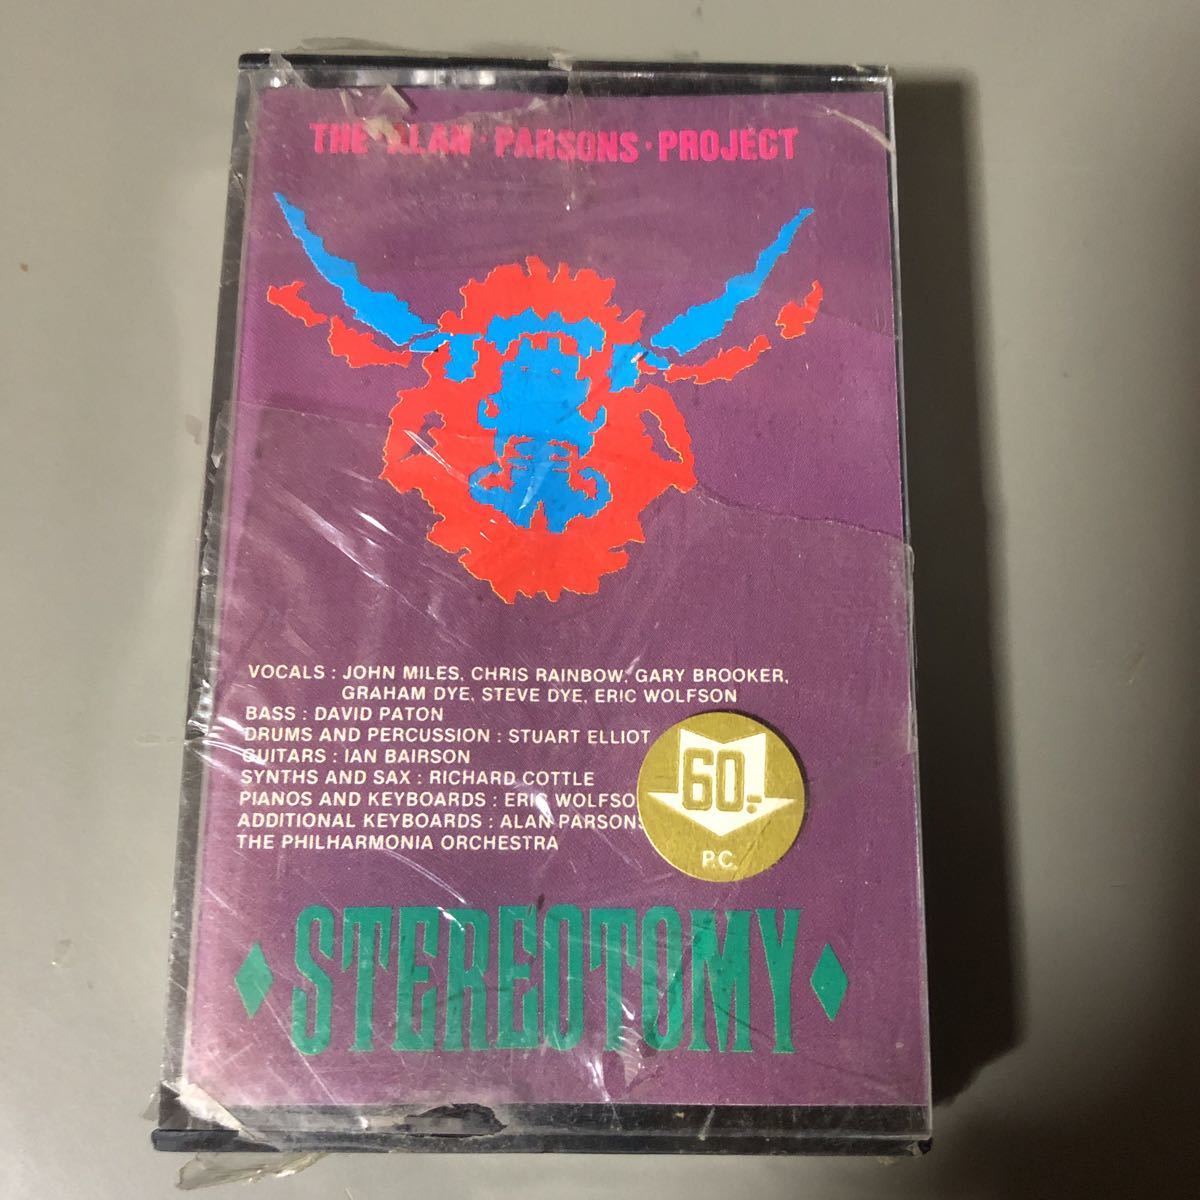 THE ALAN · PARSONS · PROJECT
VOCALS : JOHN MILES, CHRIS RAINBOW, GARY BROOKER,
GRAHAM DYE, STEVE DYE, ERIC WOLFSON
BASS : DAVID PATON
DRUMS AND PERCUSSION : STUART ELLIOT
GUITARS : IAN BAIRSON
SYNTHS AND SAX : RICHARD COTTLE
PIANOS AND KEYBOARDS : ERIC WOLFSO
ADDITIONAL KEYBOARDS : ALAN PARSONS
THE PHILHARMONIA ORCHESTRA
60.-
P.C.
STEREOTOMY